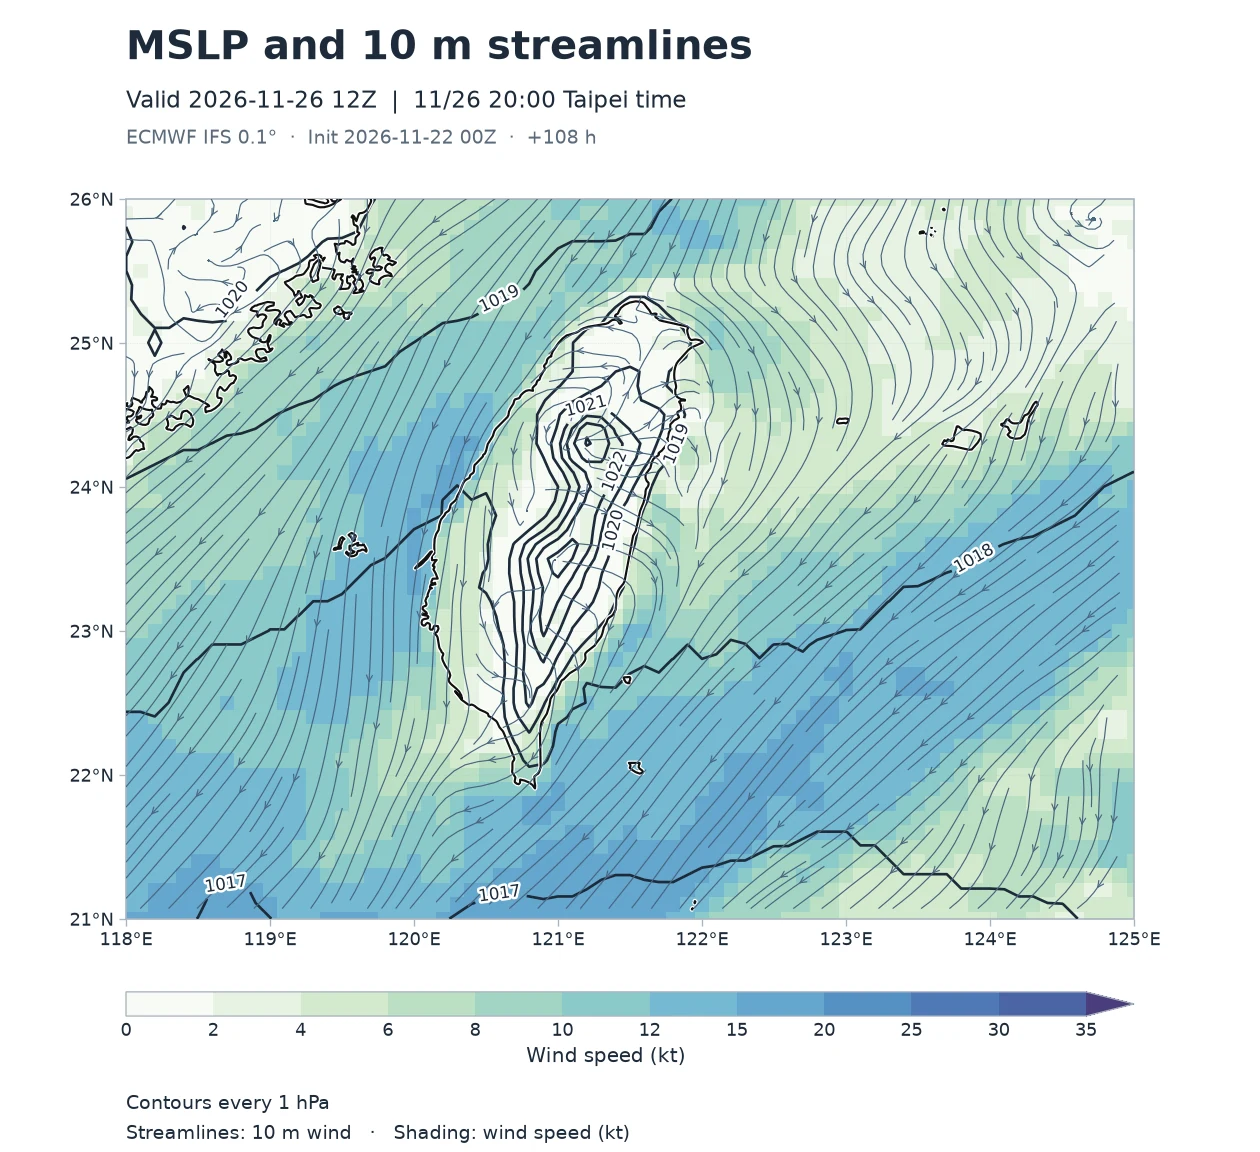 MSLP and 10 m streamlines
Valid 2026-11-26 12Z | 11/26 20:00 Taipei time
ECMWF IFS 0.1° · Init 2026-11-22 00Z · +108 h
26°N
25°N
24°N
23°N
22°N
21°N
1020
1019
1021
1019
1022
1020
1018
1017
1017
118°E 119°E 120°E 121°E 122°E 123°E 124°E 125°E
0 2 4 6 8 10 12 15 20 25 30 35
Wind speed (kt)
Contours every 1 hPa
Streamlines: 10 m wind · Shading: wind speed (kt)